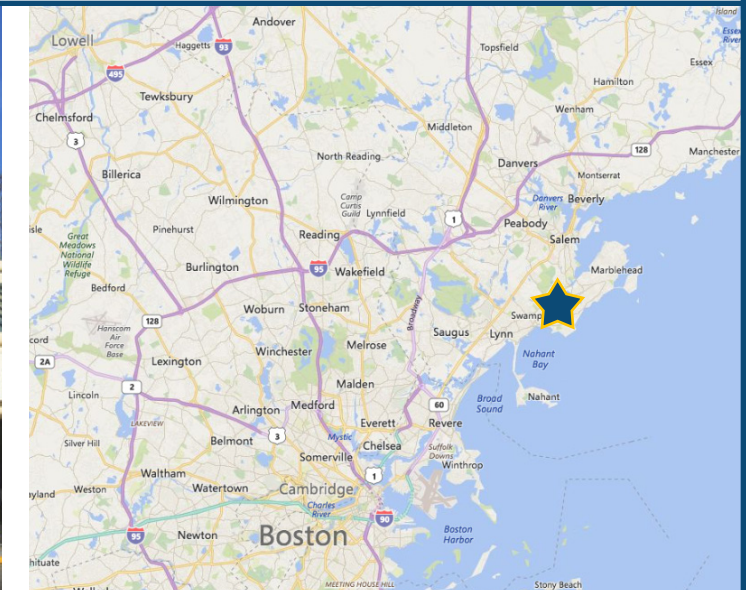 Island
Andover
Essex
River
Lowell
Haggetts
93
Topsfield
Essex
495
Hamilton
Tewksbury
Wenham
Chelmsford
Middleton
128
Manchester
3
North Reading
Danvers
Billerica
Montserrat
Camp
Curtis
Guild
Wilmington
Lynnfield
Danvers
River
Beverly
1
Peabody
Pinehurst
Reading
Salem
isle
Great
Meadows
National
Wildlife
Refuge
Burlington
95
Wakefield
Marblehead
Bedford
Woburn
Stoneham
Broadway
Swamp
128
Saugus
Lynn
cord
Hanscom
Air
Force
Base
Winchester
Melrose
2A
Lexington
Nahant
Bay
Malden
Lincoln
2
Arlington
Medford
60
Broad
Sound
Nahant
LAKEVIEW
Everett
Revere
Silver Hill
Belmont
3
Mystic
Chelsea
Suffolk
Downs
Somerville
Winthrop
Waltham
1
ayland
Weston
Watertown
Cambridge
Charles
River
90
95
Newton
Boston
Boston
Harbor
hituate
MEETING HOUSE HILL
Stony Beach